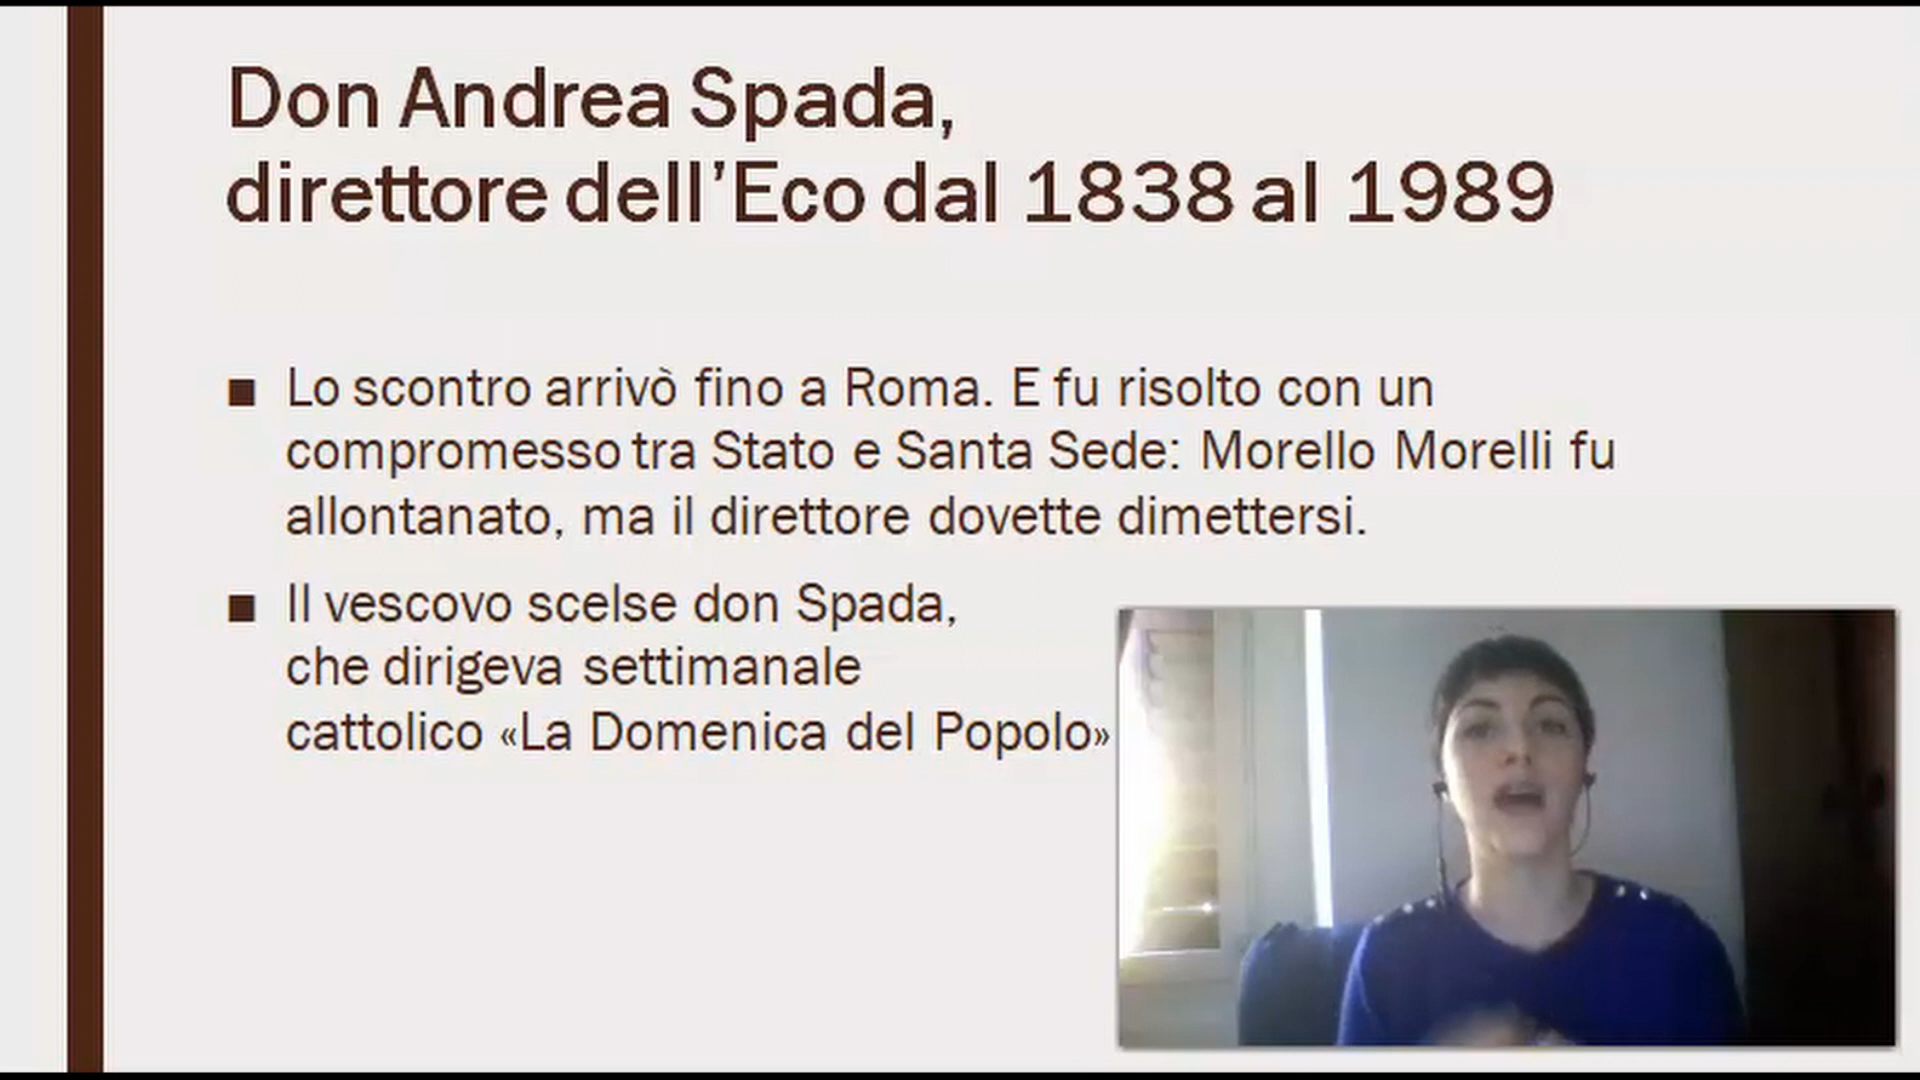 Don Andrea Spada,
direttore dell'Eco dal 1838 al 1989
■ Lo scontro arrivò fino a Roma. E fu risolto con un
compromesso tra Stato e Santa Sede: Morello Morelli fu
allontanato, ma il direttore dovette dimettersi.
■ Il vescovo scelse don Spada,
che dirigeva settimanale
cattolico «La Domenica del Popolo»